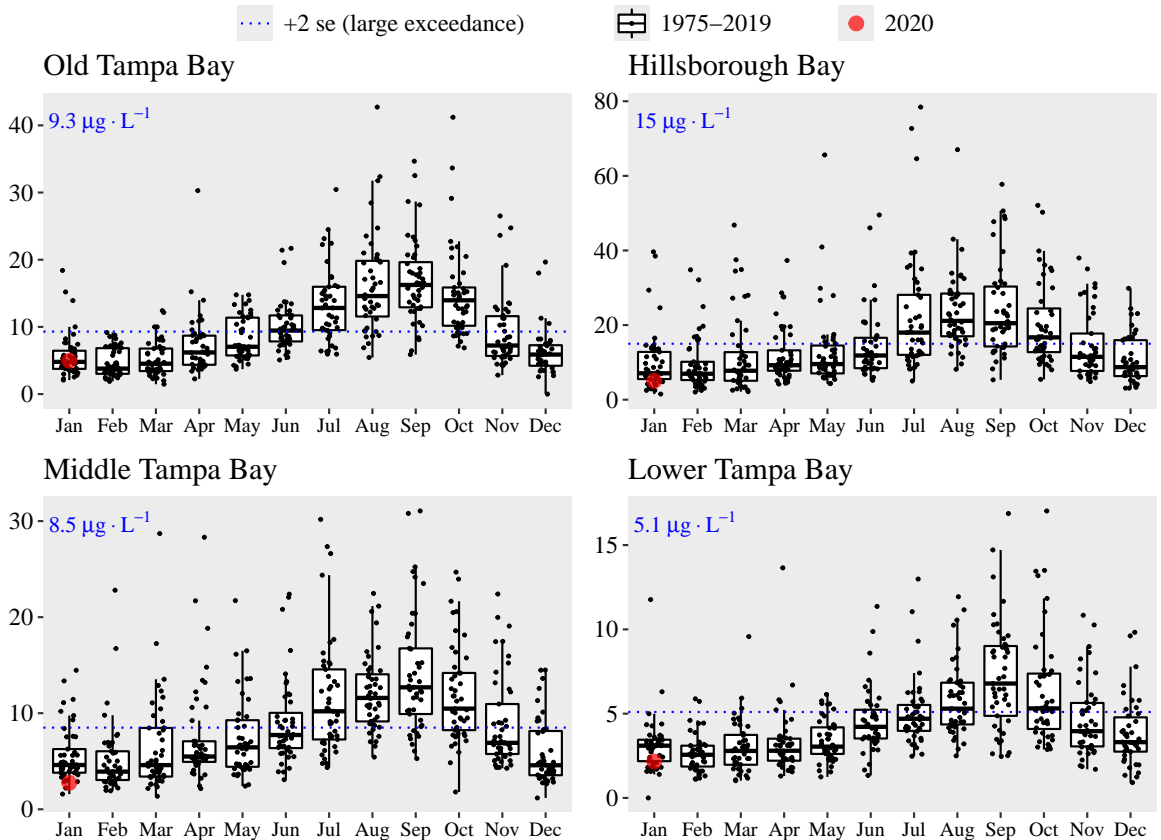 +2 se (large exceedance) 1975–2019 2020
Old Tampa Bay
9.3 μg · L⁻¹
40
30
20
10
0
Jan Feb Mar Apr May Jun Jul Aug Sep Oct Nov Dec
Hillsborough Bay
15 μg · L⁻¹
80
60
40
20
0
Jan Feb Mar Apr May Jun Jul Aug Sep Oct Nov Dec
Middle Tampa Bay
8.5 μg · L⁻¹
30
20
10
0
Jan Feb Mar Apr May Jun Jul Aug Sep Oct Nov Dec
Lower Tampa Bay
5.1 μg · L⁻¹
15
10
5
0
Jan Feb Mar Apr May Jun Jul Aug Sep Oct Nov Dec